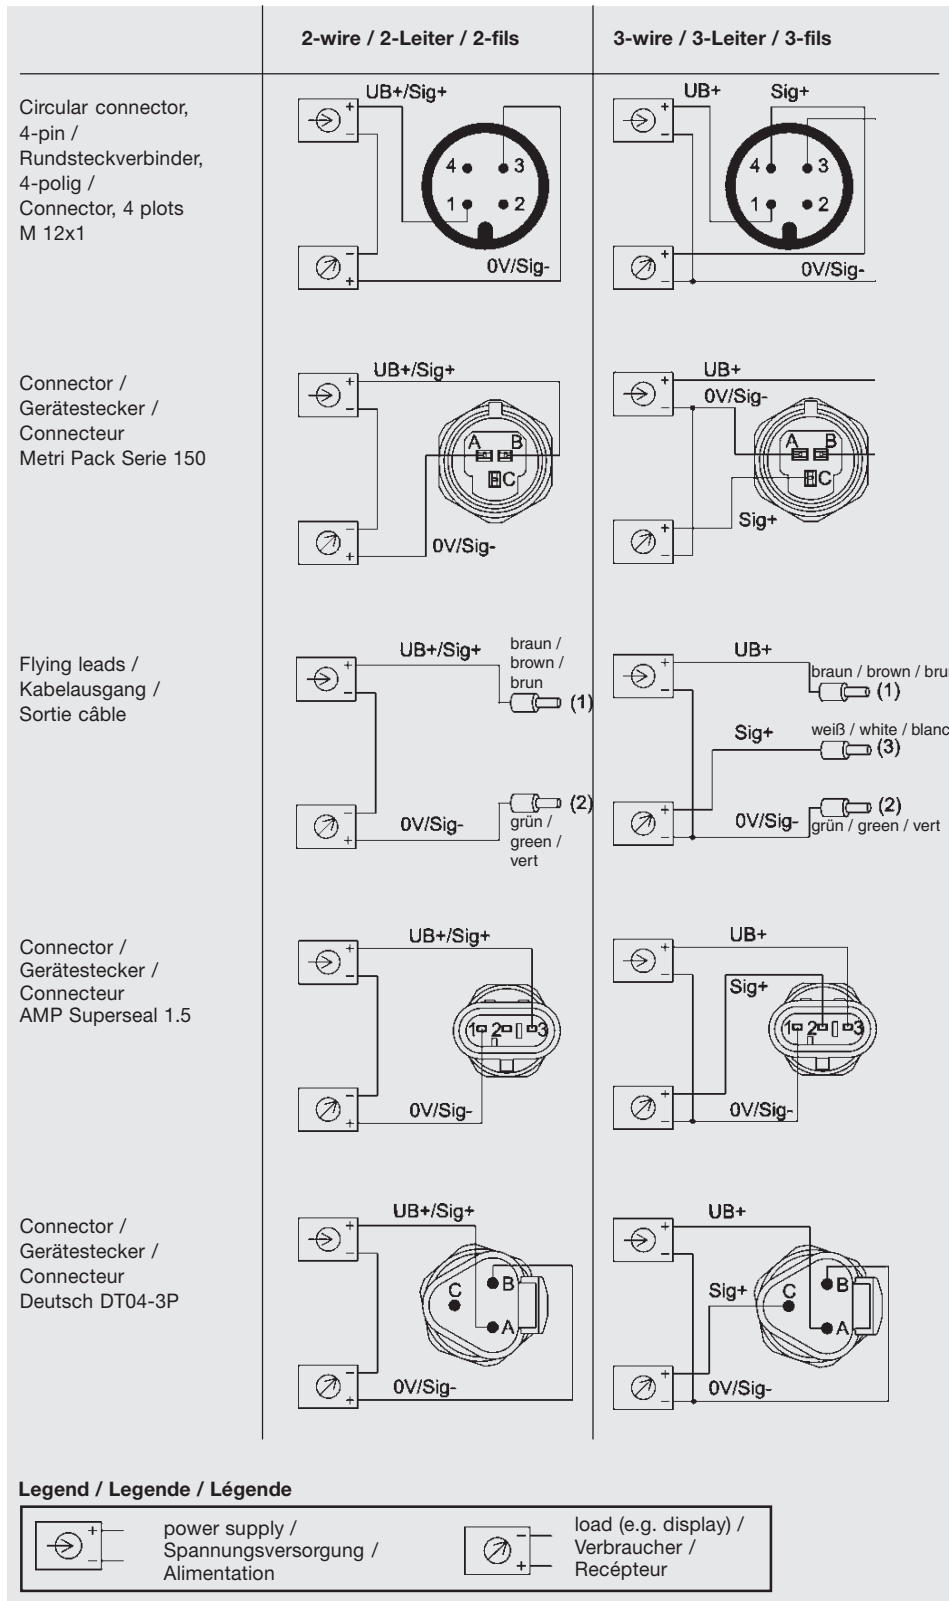 2-wire / 2-Leiter / 2-fils
3-wire / 3-Leiter / 3-fils
Circular connector,
4-pin /
Rundsteckverbinder,
4-polig /
Connector, 4 plots
M 12x1
UB+/Sig+
+
−
4
3
1
2
−
+
0V/Sig-
UB+
Sig+
+
−
4
3
1
2
+
−
0V/Sig-
Connector /
Gerätestecker /
Connecteur
Metri Pack Serie 150
UB+/Sig+
+
−
A
B
C
−
+
0V/Sig-
UB+
0V/Sig-
+
−
A
B
C
+
−
Sig+
Flying leads /
Kabelausgang /
Sortie câble
UB+/Sig+
+
−
braun /
brown /
brun
(1)
−
+
0V/Sig-
(2)
grün /
green /
vert
UB+
+
−
braun / brown / brun
(1)
Sig+
weiß / white / blanc
(3)
+
−
0V/Sig-
(2)
grün / green / vert
Connector /
Gerätestecker /
Connecteur
AMP Superseal 1.5
UB+/Sig+
+
−
1
2
3
−
+
0V/Sig-
UB+
+
−
Sig+
1
2
3
+
−
0V/Sig-
Connector /
Gerätestecker /
Connecteur
Deutsch DT04-3P
UB+/Sig+
+
−
B
C
A
−
+
0V/Sig-
UB+
+
−
Sig+
B
C
A
+
−
0V/Sig-
Legend / Legende / Légende
+
−
power supply /
Spannungsversorgung /
Alimentation
−
+
load (e.g. display) /
Verbraucher /
Recépteur